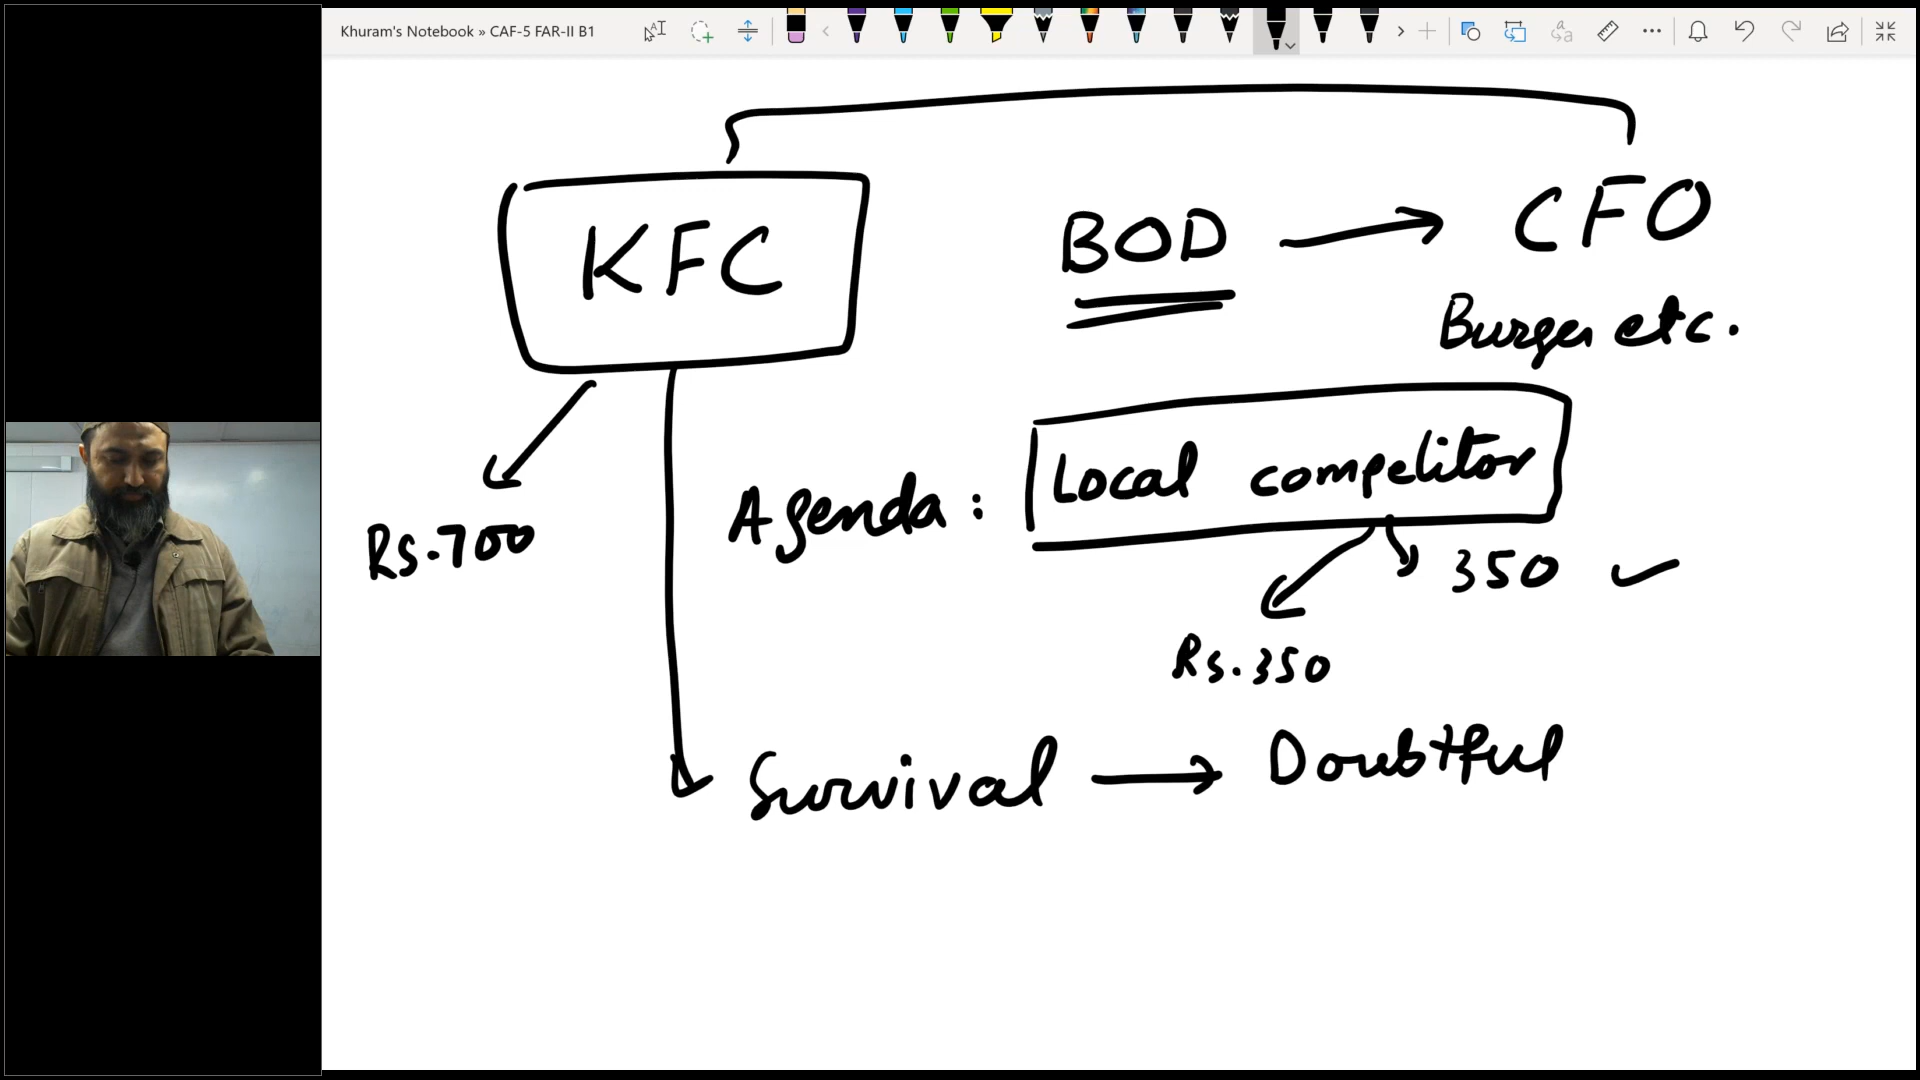 Khuram's Notebook » CAF-5 FAR-II B1
KFC
BOD → CFO
Burger etc.
Agenda : Local competitor
Rs.700
350 ✓
Rs.350
Survival → Doubtful